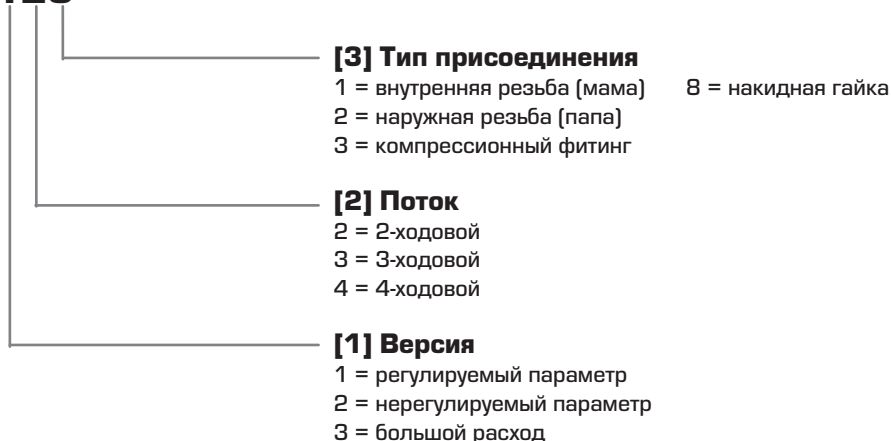 [3] Тип присоединения
1 = внутренняя резьба (мама) 8 = накидная гайка
2 = наружная резьба (папа)
3 = компрессионный фитинг
[2] Поток
2 = 2-ходовой
3 = 3-ходовой
4 = 4-ходовой
[1] Версия
1 = регулируемый параметр
2 = нерегулируемый параметр
3 = большой расход